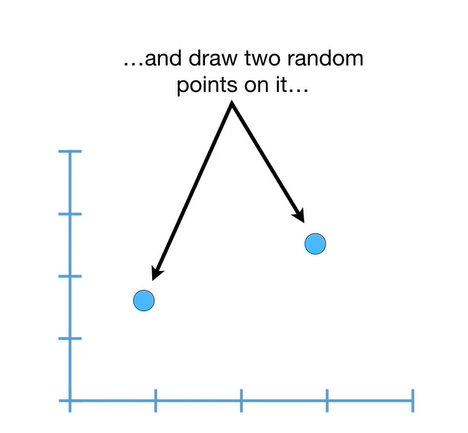 …and draw two random
points on it…